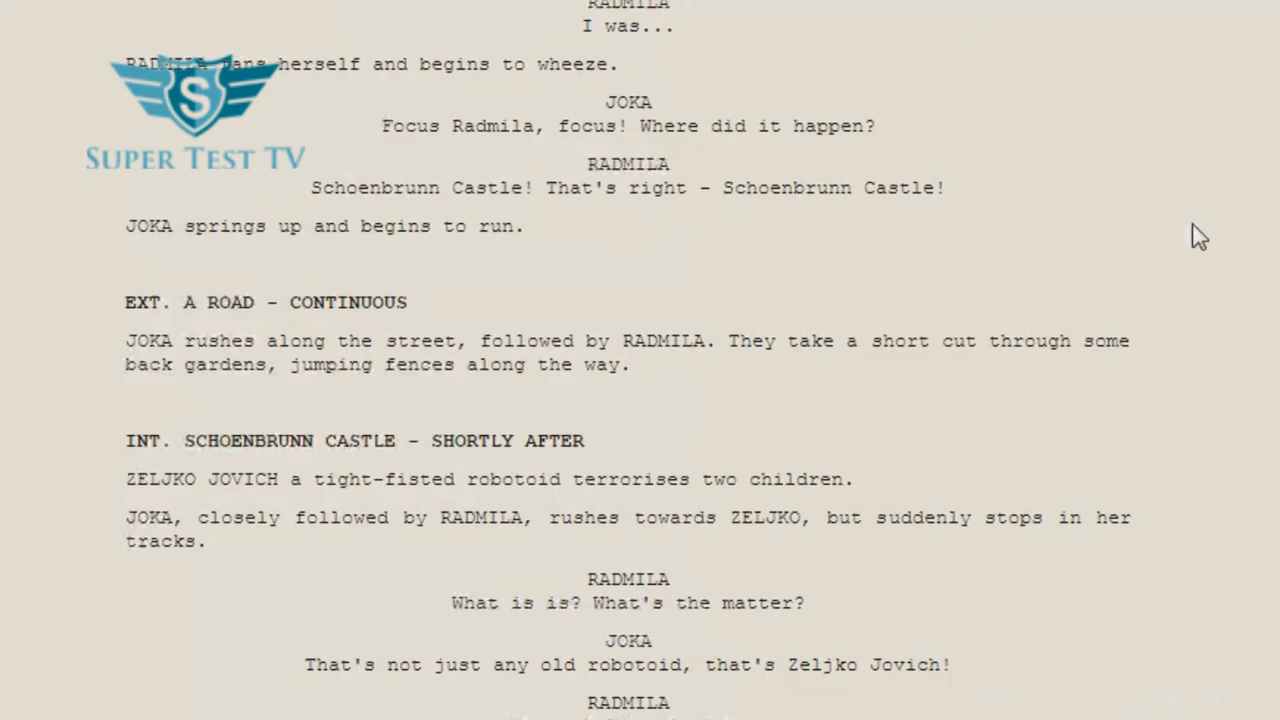 RADMILA
I was...
RADMILA fans herself and begins to wheeze.
JOKA
Focus Radmila, focus! Where did it happen?
SUPER TEST TV
RADMILA
Schoenbrunn Castle! That's right - Schoenbrunn Castle!
JOKA springs up and begins to run.
EXT. A ROAD - CONTINUOUS
JOKA rushes along the street, followed by RADMILA. They take a short cut through some
back gardens, jumping fences along the way.
INT. SCHOENBRUNN CASTLE - SHORTLY AFTER
ZELJKO JOVICH a tight-fisted robotoid terrorises two children.
JOKA, closely followed by RADMILA, rushes towards ZELJKO, but suddenly stops in her
tracks.
RADMILA
What is is? What's the matter?
JOKA
That's not just any old robotoid, that's Zeljko Jovich!
RADMILA